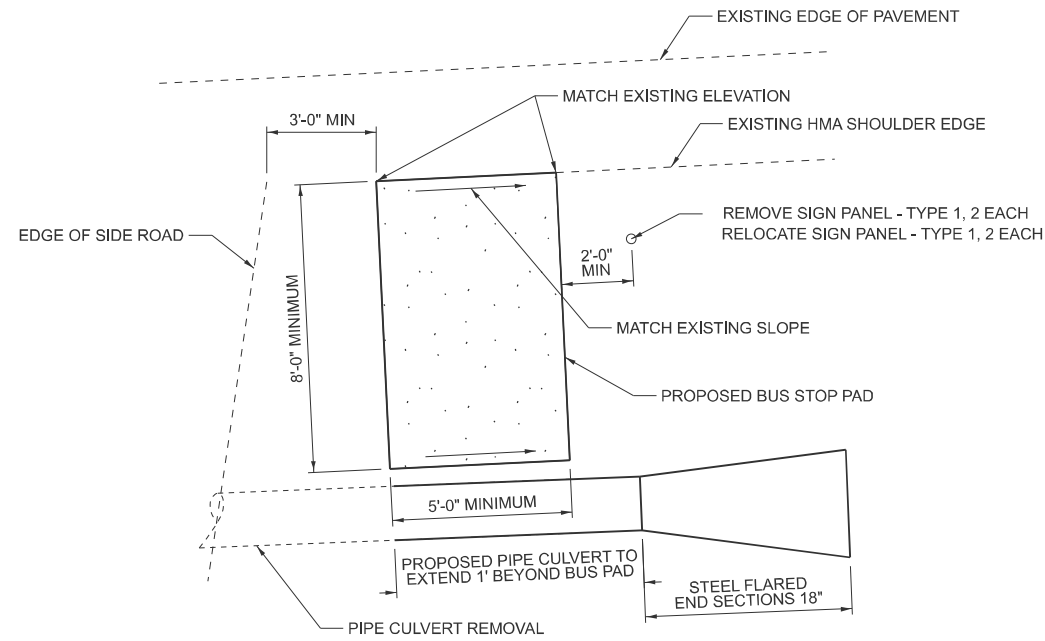 EXISTING EDGE OF PAVEMENT
MATCH EXISTING ELEVATION
3'-0" MIN
EXISTING HMA SHOULDER EDGE
REMOVE SIGN PANEL - TYPE 1, 2 EACH
RELOCATE SIGN PANEL - TYPE 1, 2 EACH
EDGE OF SIDE ROAD
2'-0"
MIN
8'-0" MINIMUM
MATCH EXISTING SLOPE
PROPOSED BUS STOP PAD
5'-0" MINIMUM
PROPOSED PIPE CULVERT TO
EXTEND 1' BEYOND BUS PAD
STEEL FLARED
END SECTIONS 18"
PIPE CULVERT REMOVAL